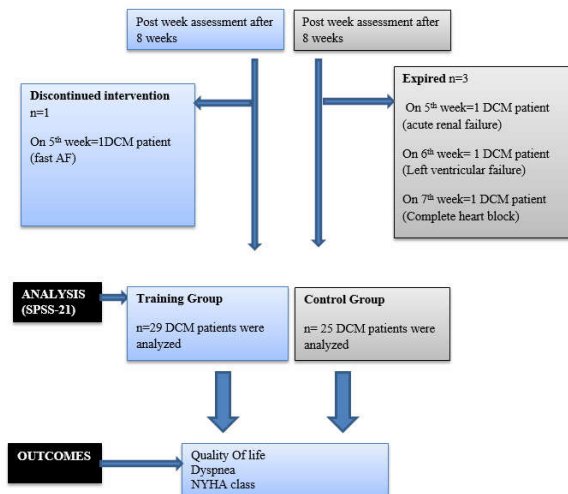 Post week assessment after
8 weeks
Post week assessment after
8 weeks
Discontinued intervention
n=1
On 5th week=1DCM patient
(fast AF)
Expired n=3
On 5th week=1 DCM patient
(acute renal failure)
On 6th week= 1 DCM patient
(Left ventricular failure)
On 7th week=1 DCM patient
(Complete heart block)
ANALYSIS
(SPSS-21)
Training Group
n=29 DCM patients were
analyzed
Control Group
n= 25 DCM patients were
analyzed
OUTCOMES
Quality Of life
Dyspnea
NYHA class